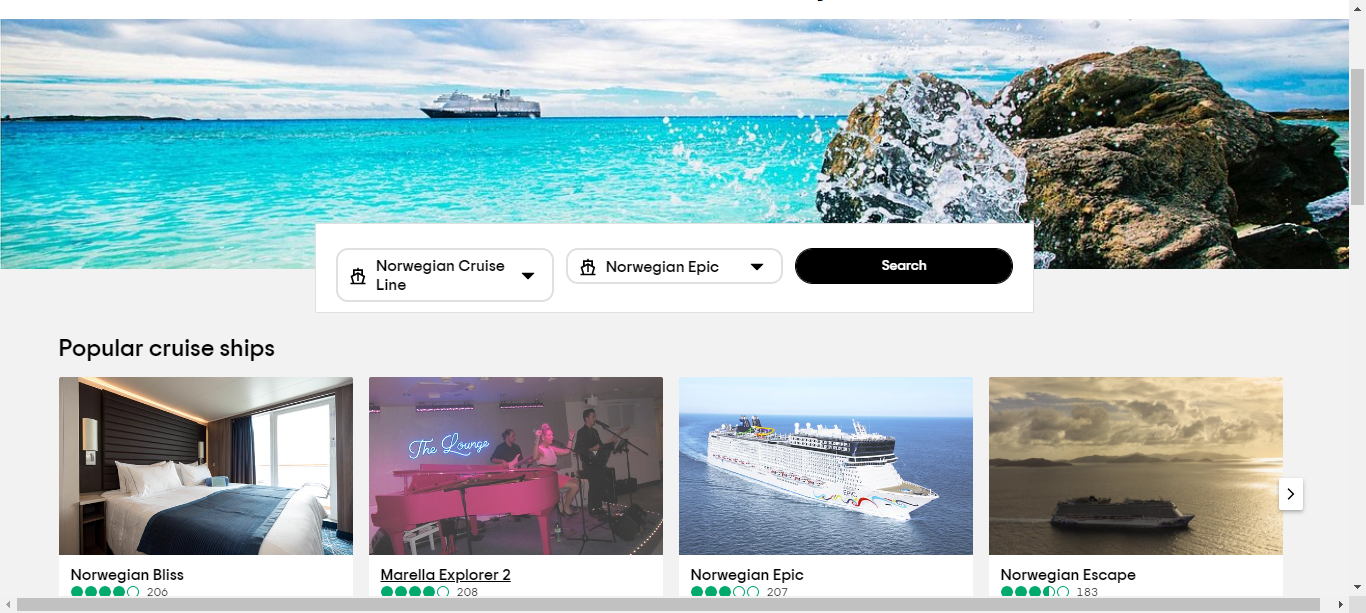 Norwegian Cruise
Line
Norwegian Epic
Search
Popular cruise ships
The Lounge
EPIC
Norwegian Bliss
Marella Explorer 2
Norwegian Epic
Norwegian Escape
206
208
207
183